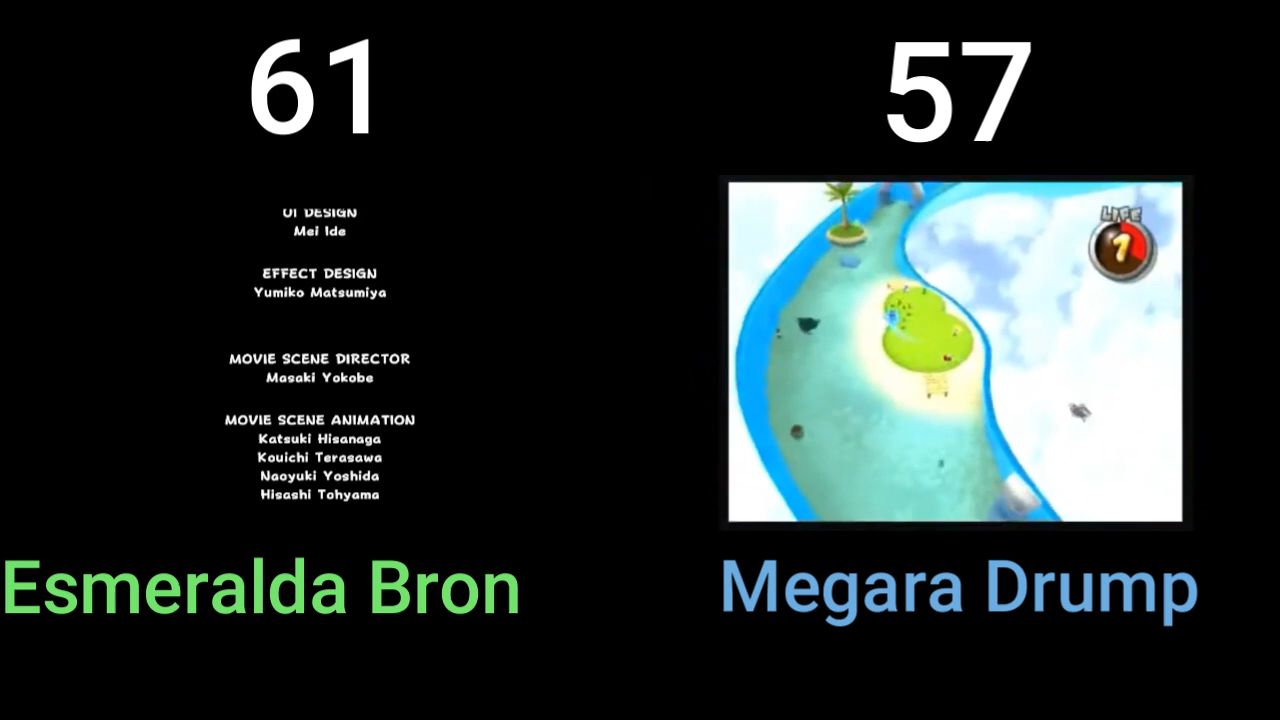 61
57
UI DESIGN
Mei Ide
EFFECT DESIGN
Yumiko Matsumiya
MOVIE SCENE DIRECTOR
Masaki Yokobe
MOVIE SCENE ANIMATION
Katsuki Hisanaga
Kouichi Terasawa
Naoyuki Yoshida
Hisashi Tohyama
LIFE
1
Esmeralda Bron
Megara Drump